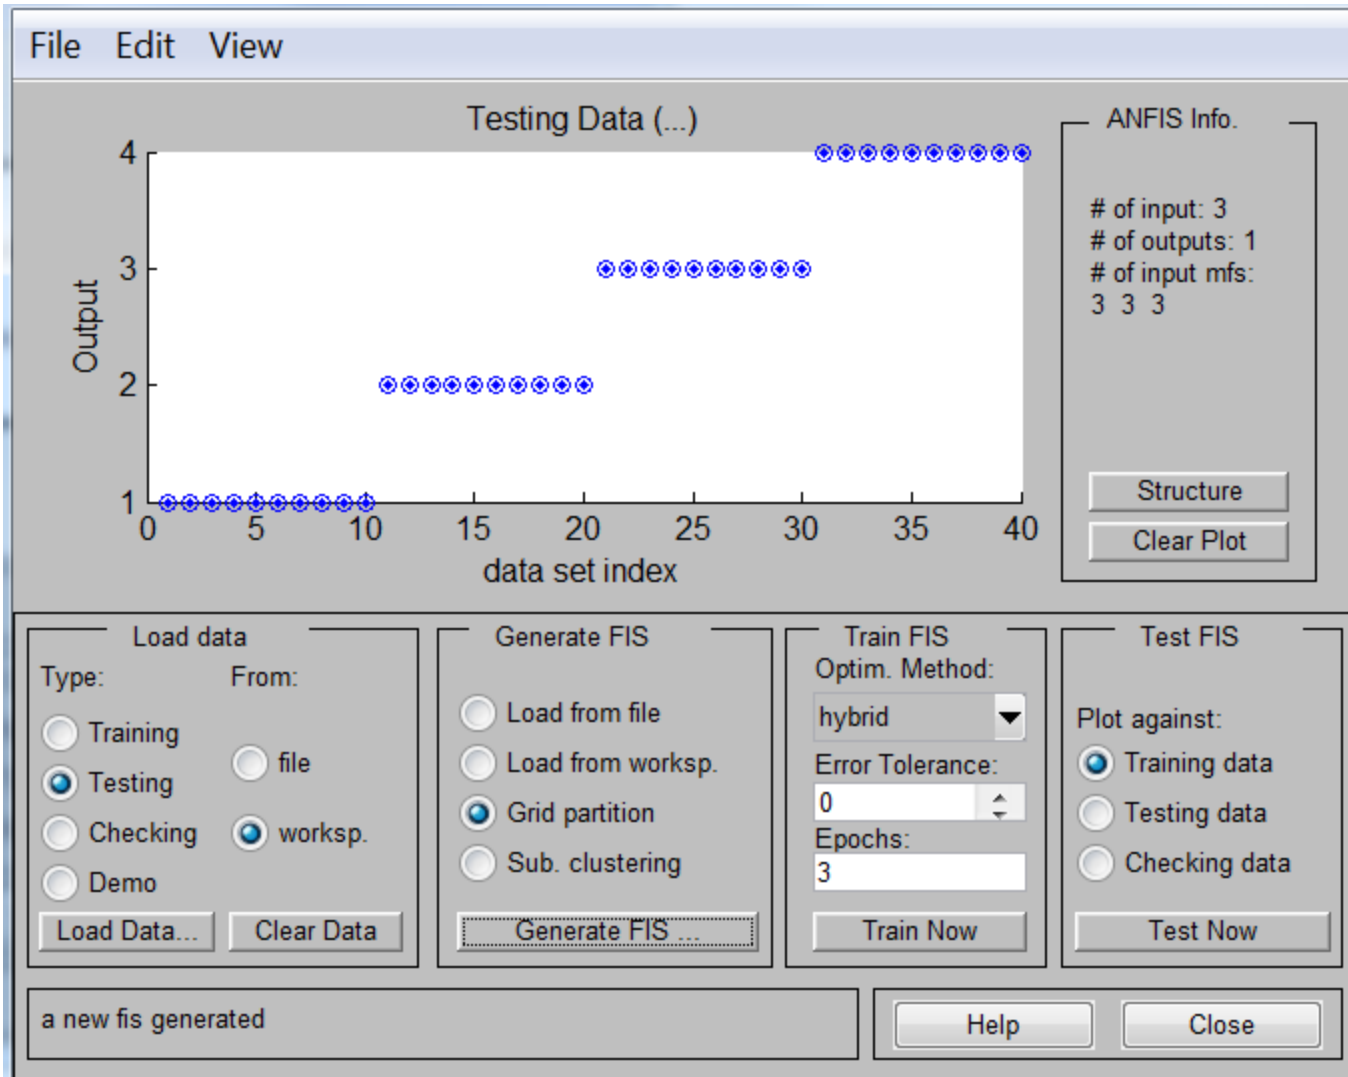 File Edit View
Testing Data (...)
4
3
2
1
Output
0 5 10 15 20 25 30 35 40
data set index
ANFIS Info.
# of input: 3
# of outputs: 1
# of input mfs:
3 3 3
Structure
Clear Plot
Load data
Type: From:
Training
file
Testing
Checking
worksp.
Demo
Load Data... Clear Data
Generate FIS
Load from file
Load from worksp.
Grid partition
Sub. clustering
Generate FIS ...
Train FIS
Optim. Method:
hybrid
Error Tolerance:
0
Epochs:
3
Train Now
Test FIS
Plot against:
Training data
Testing data
Checking data
Test Now
a new fis generated
Help Close